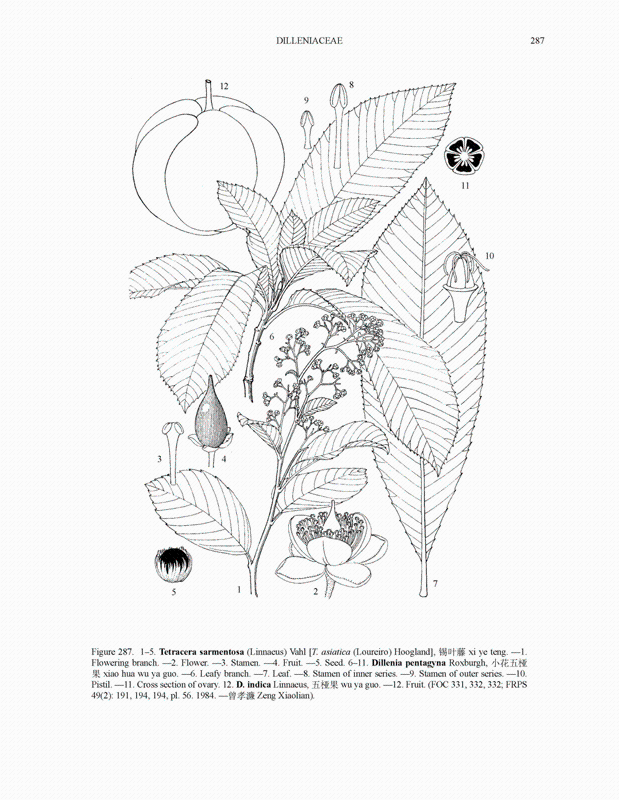 DILLENIACEAE
287
12
8
9
11
10
6
3
4
5
1
2
7
Figure 287. 1–5. Tetracera sarmentosa (Linnaeus) Vahl [T. asiatica (Loureiro) Hoogland], 锡叶藤 xi ye teng. —1.
Flowering branch. —2. Flower. —3. Stamen. —4. Fruit. —5. Seed. 6–11. Dillenia pentagyna Roxburgh, 小花五桠
果 xiao hua wu ya guo. —6. Leafy branch. —7. Leaf. —8. Stamen of inner series. —9. Stamen of outer series. —10.
Pistil. —11. Cross section of ovary. 12. D. indica Linnaeus, 五桠果 wu ya guo. —12. Fruit. (FOC 331, 332, 332; FRPS
49(2): 191, 194, 194, pl. 56. 1984. —曾孝濂 Zeng Xiaolian).